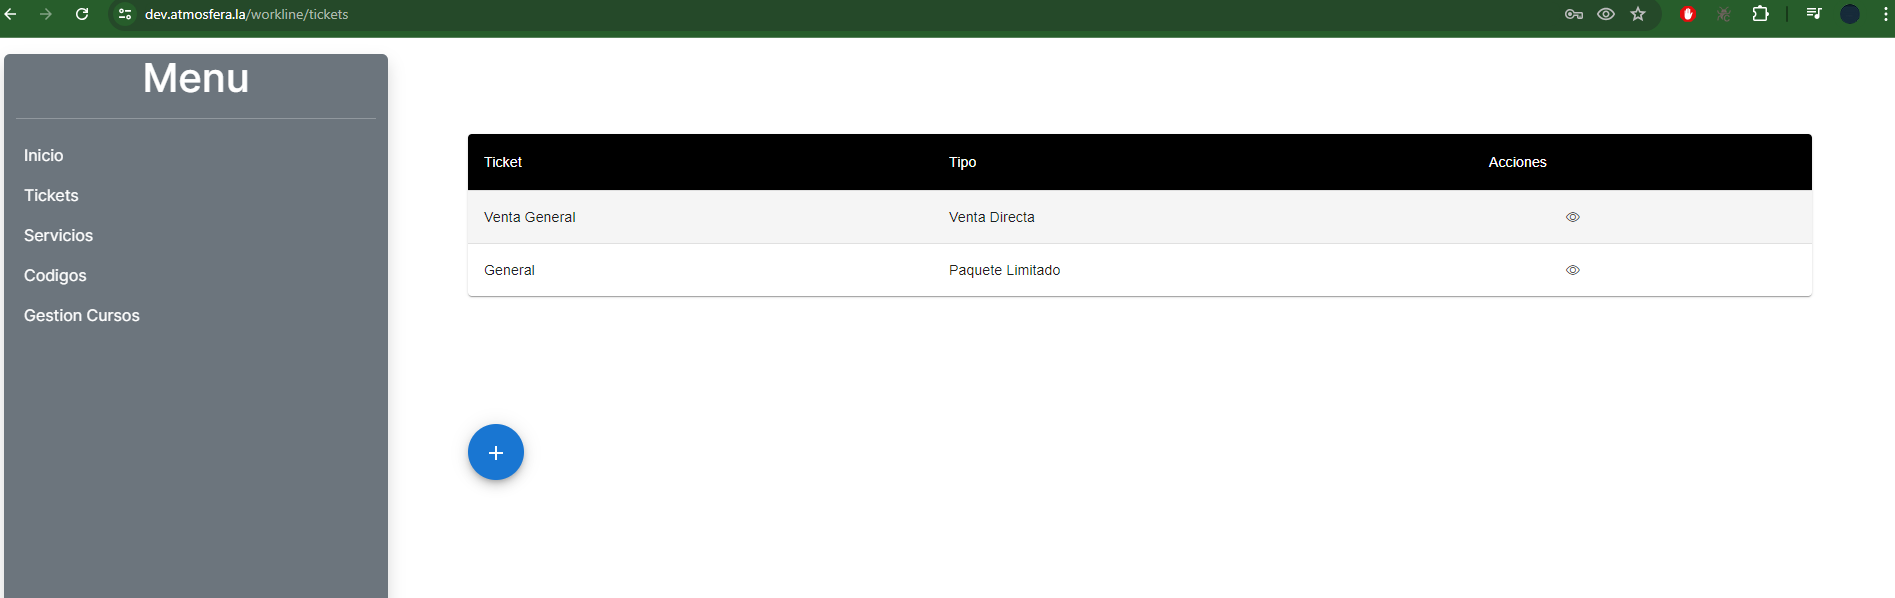 dev.atmosfera.la/workline/tickets
Menu
Inicio
Tickets
Servicios
Codigos
Gestion Cursos
Ticket Tipo Acciones
Venta General Venta Directa
General Paquete Limitado